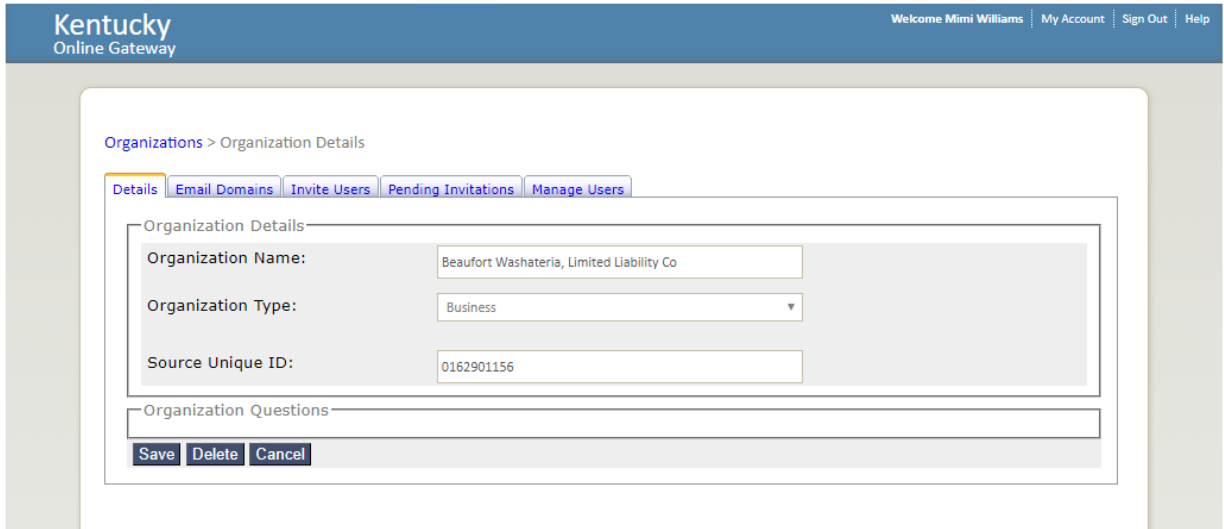 Kentucky
Online Gateway
Welcome Mimi Williams My Account Sign Out Help
Organizations > Organization Details
Details Email Domains Invite Users Pending Invitations Manage Users
Organization Details
Organization Name: Beaufort Washateria, Limited Liability Co
Organization Type: Business
Source Unique ID: 0162901156
Organization Questions
Save Delete Cancel